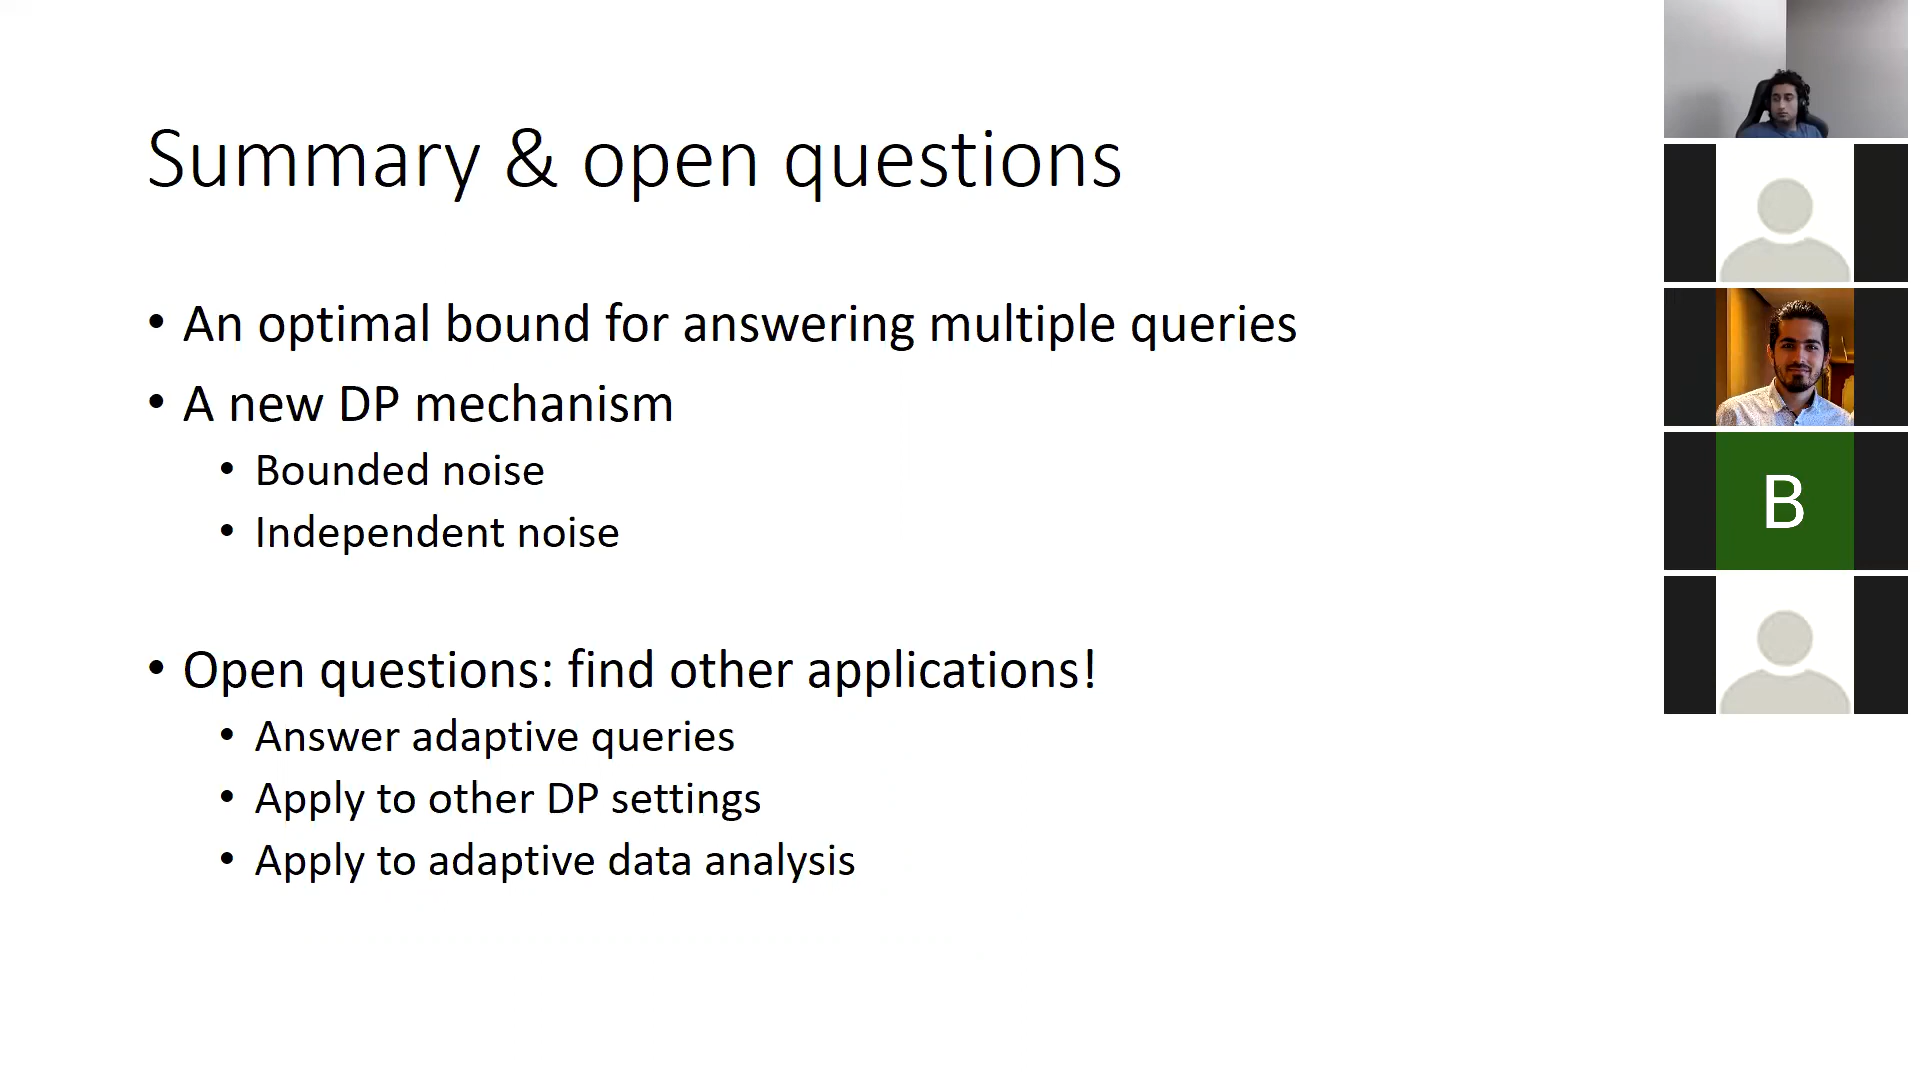 Summary & open questions
• An optimal bound for answering multiple queries
• A new DP mechanism
• Bounded noise
• Independent noise
• Open questions: find other applications!
• Answer adaptive queries
• Apply to other DP settings
• Apply to adaptive data analysis
B